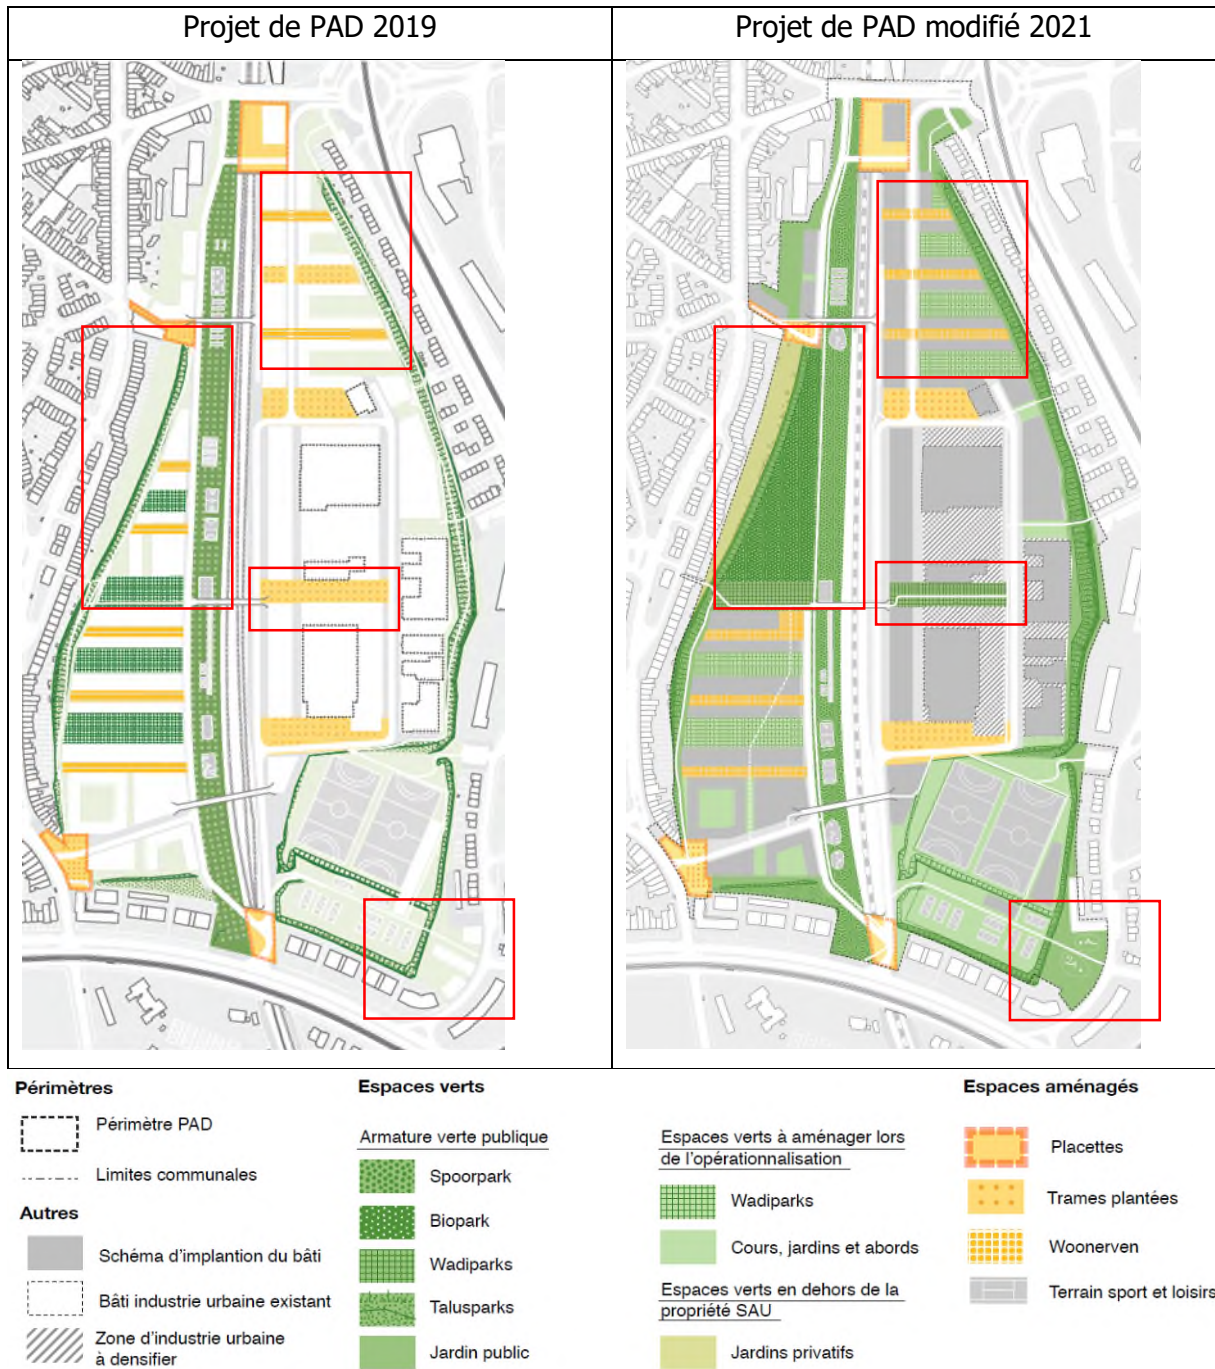 Projet de PAD 2019
Projet de PAD modifié 2021
Périmètres
Périmètre PAD
Limites communales
Autres
Schéma d'implantion du bâti
Bâti industrie urbaine existant
Zone d'industrie urbaine
à densifier
Espaces verts
Armature verte publique
Spoorpark
Biopark
Wadiparks
Talusparks
Jardin public
Espaces verts à aménager lors
de l'opérationnalisation
Wadiparks
Cours, jardins et abords
Espaces verts en dehors de la
propriété SAU
Jardins privatifs
Espaces aménagés
Placettes
Trames plantées
Woonerven
Terrain sport et loisirs